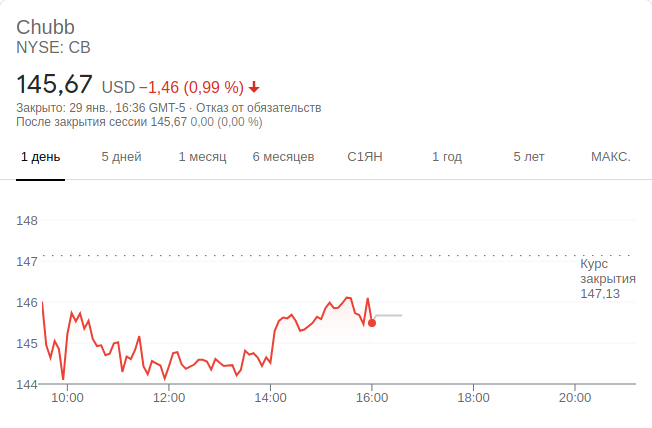 Chubb
NYSE: CB
145,67 USD −1,46 (0,99 %)
Закрыто: 29 янв., 16:36 GMT-5 · Отказ от обязательств
После закрытия сессии 145,67 0,00 (0,00 %)
1 день 5 дней 1 месяц 6 месяцев С1ЯН 1 год 5 лет МАКС.
148
147
Курс
закрытия
147,13
146
145
144
10:00 12:00 14:00 16:00 18:00 20:00